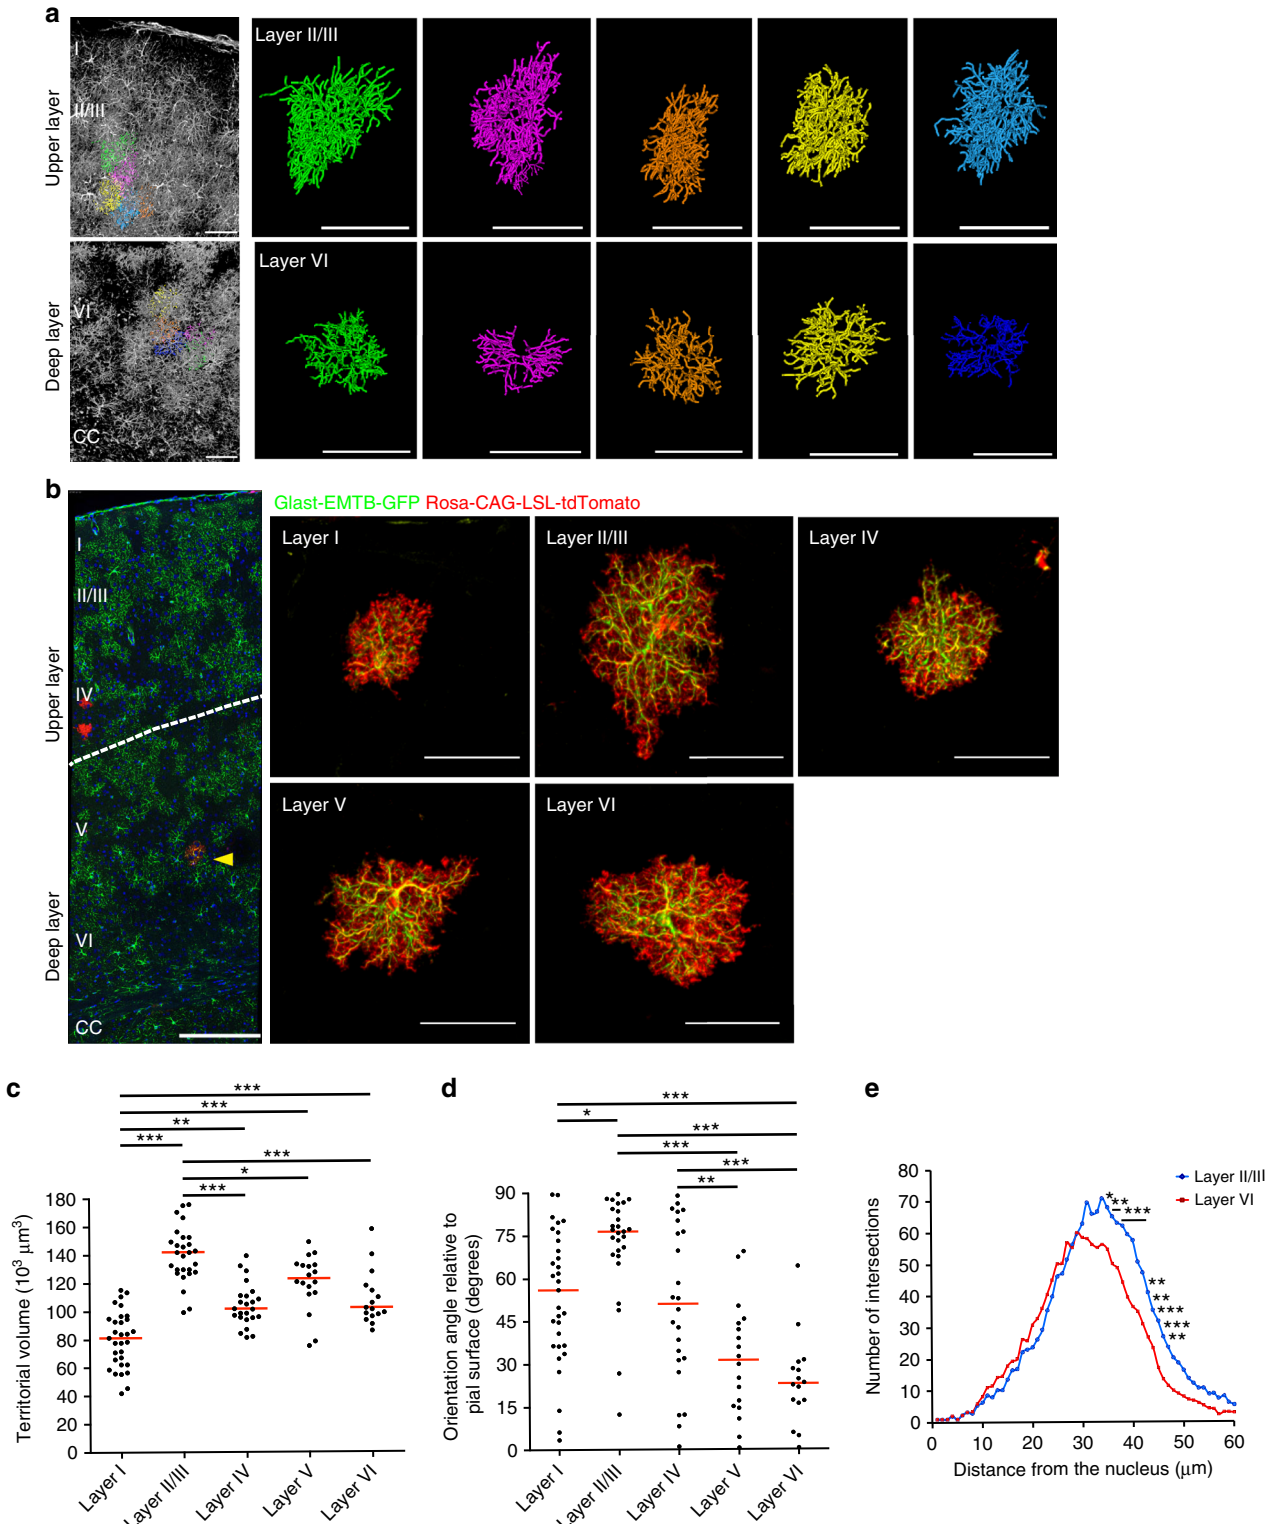 a
Upper layer
I
II/III
Layer II/III
Deep layer
VI
CC
Layer VI
b
Glast-EMTB-GFP Rosa-CAG-LSL-tdTomato
Upper layer
Deep layer
I
II/III
IV
V
VI
CC
Layer I
Layer II/III
Layer IV
Layer V
Layer VI
c
***
***
**
***
***
*
***
Territorial volume (10³ μm³)
180
160
140
120
100
80
60
40
20
0
Layer I
Layer II/III
Layer IV
Layer V
Layer VI
d
***
*
***
***
***
**
Orientation angle relative to
pial surface (degrees)
90
75
60
45
30
15
0
Layer I
Layer II/III
Layer IV
Layer V
Layer VI
e
Layer II/III
Layer VI
*
**
***
**
**
***
***
**
Number of intersections
80
70
60
50
40
30
20
10
0
0 10 20 30 40 50 60
Distance from the nucleus (μm)